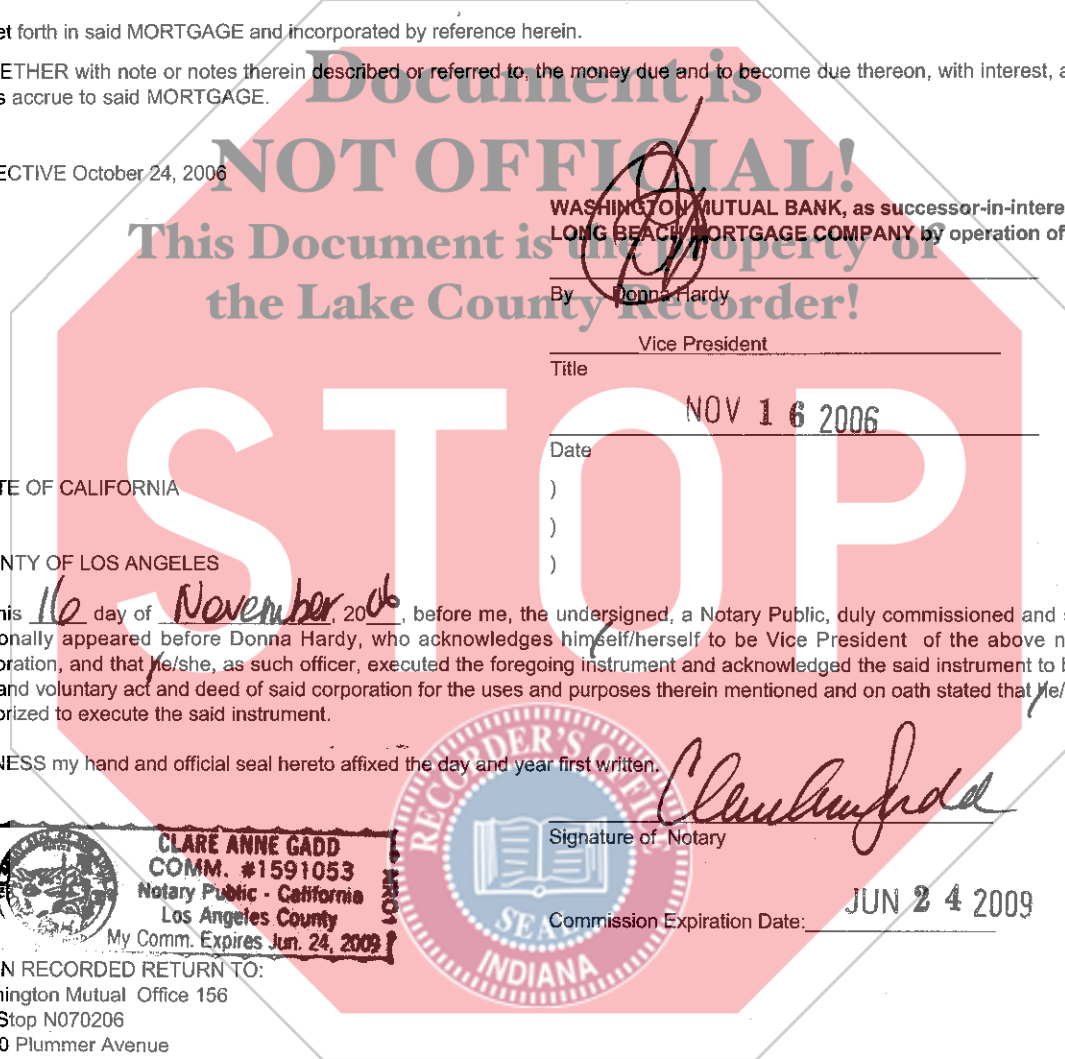 et forth in said MORTGAGE and incorporated by reference herein.
ETHER with note or notes therein described or referred to, the money due and to become due thereon, with interest, a
s accrue to said MORTGAGE.
Document is
NOT OFFICIAL!
This Document is the property of
the Lake County Recorder!
STOP
ECTIVE October 24, 2006
WASHINGTON MUTUAL BANK, as successor-in-intere
LONG BEACH MORTGAGE COMPANY by operation of
By Donna Hardy
Vice President
Title
NOV 16 2006
Date
TE OF CALIFORNIA )
)
NTY OF LOS ANGELES )
his 16 day of November, 2006, before me, the undersigned, a Notary Public, duly commissioned and s
onally appeared before Donna Hardy, who acknowledges himself/herself to be Vice President of the above n
oration, and that he/she, as such officer, executed the foregoing instrument and acknowledged the said instrument to b
and voluntary act and deed of said corporation for the uses and purposes therein mentioned and on oath stated that he/
orized to execute the said instrument.
NESS my hand and official seal hereto affixed the day and year first written.
RECORDER'S OFFICE
SEAL
INDIANA
Clare Anne Gadd
Signature of Notary
CLARE ANNE GADD
COMM. #1591053
Notary Public - California
Los Angeles County
My Comm. Expires Jun. 24, 2009
Commission Expiration Date: JUN 24 2009
N RECORDED RETURN TO:
hington Mutual Office 156
Stop N070206
0 Plummer Avenue